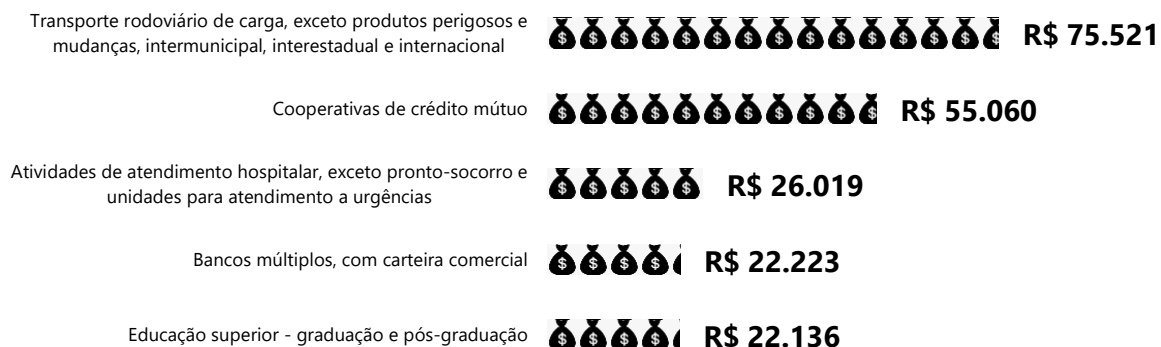 Transporte rodoviário de carga, exceto produtos perigosos e
mudanças, intermunicipal, interestadual e internacional
R$ 75.521
Cooperativas de crédito mútuo
R$ 55.060
Atividades de atendimento hospitalar, exceto pronto-socorro e
unidades para atendimento a urgências
R$ 26.019
Bancos múltiplos, com carteira comercial
R$ 22.223
Educação superior - graduação e pós-graduação
R$ 22.136